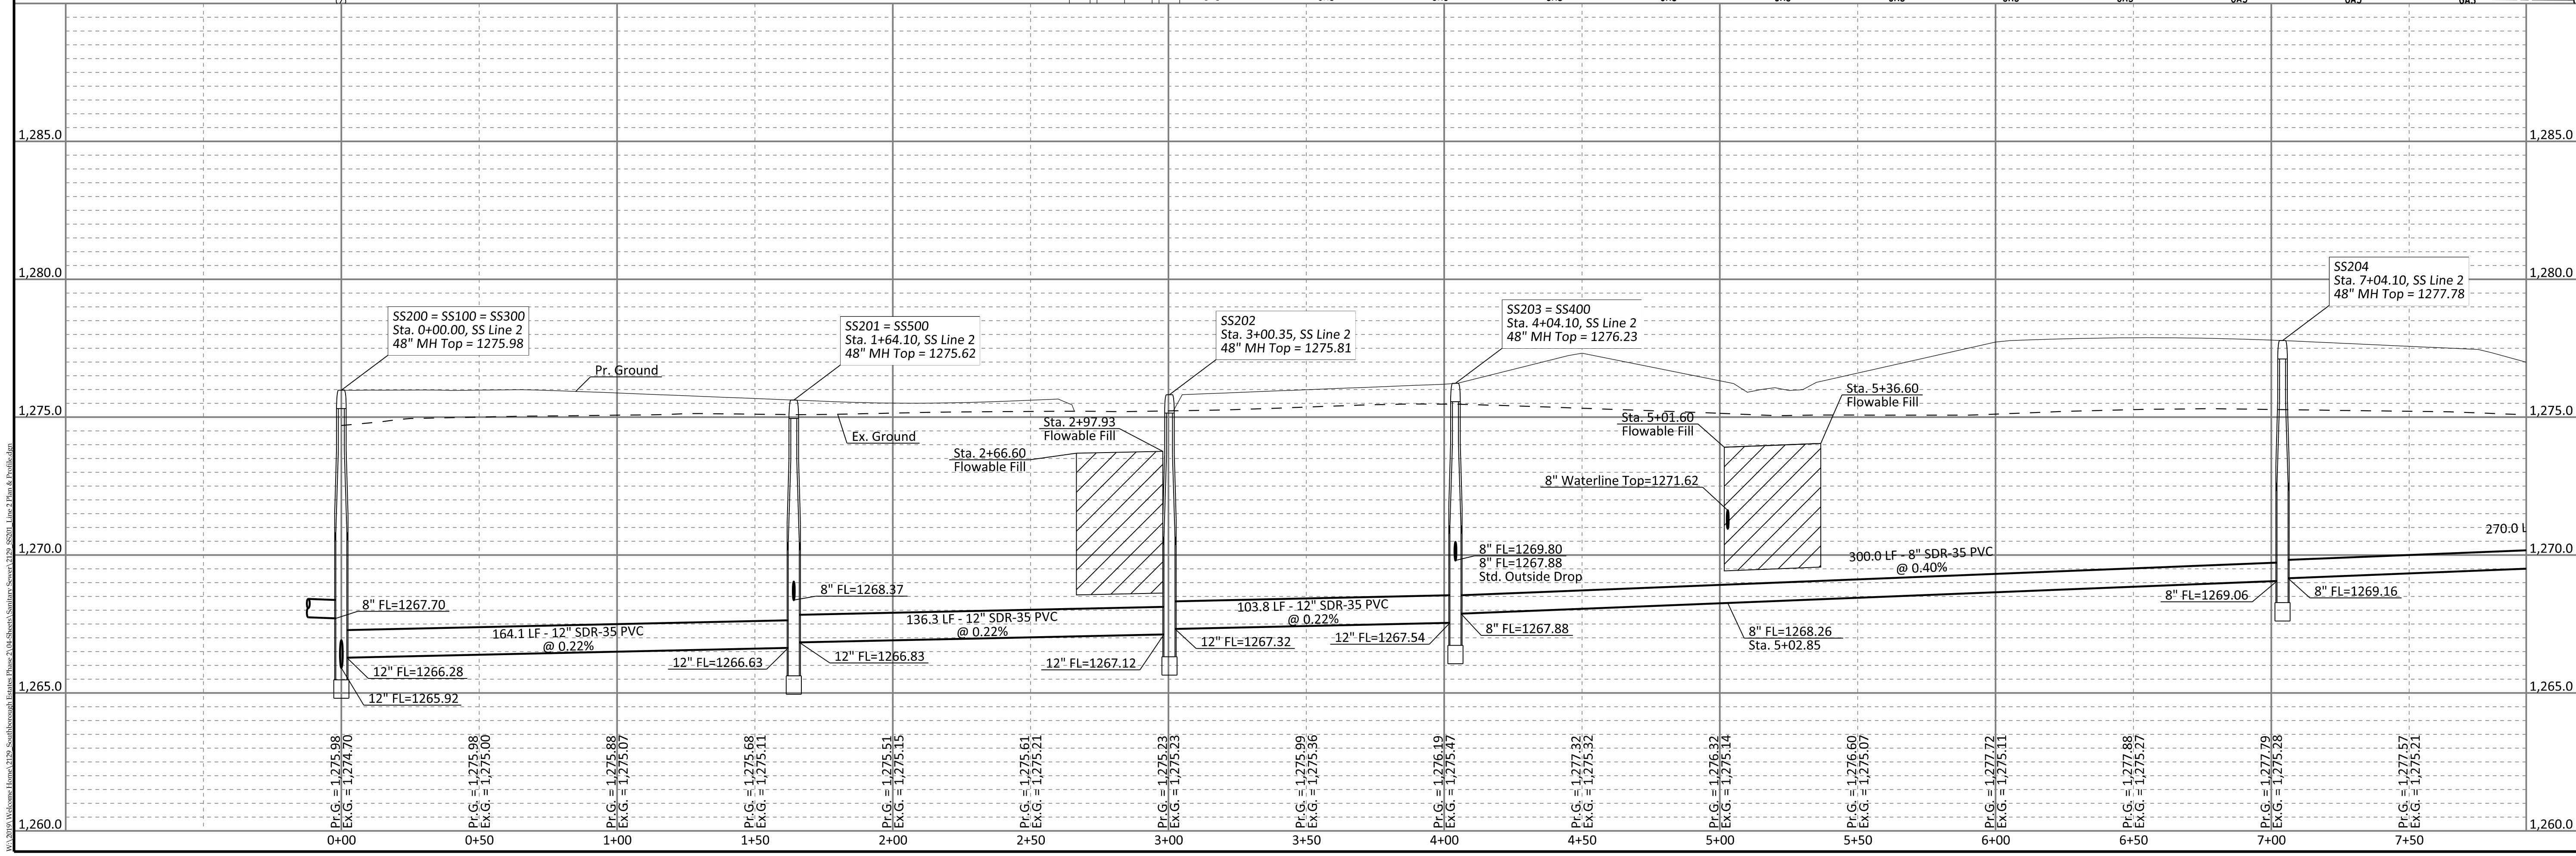 1,285.0
1,285.0
1,280.0
1,280.0
SS200 = SS100 = SS300
Sta. 0+00.00, SS Line 2
48" MH Top = 1275.98
SS201 = SS500
Sta. 1+64.10, SS Line 2
48" MH Top = 1275.62
SS202
Sta. 3+00.35, SS Line 2
48" MH Top = 1275.81
SS203 = SS400
Sta. 4+04.10, SS Line 2
48" MH Top = 1276.23
SS204
Sta. 7+04.10, SS Line 2
48" MH Top = 1277.78
Pr. Ground
1,275.0
1,275.0
Ex. Ground
Sta. 2+97.93
Flowable Fill
Sta. 2+66.60
Flowable Fill
Sta. 5+36.60
Flowable Fill
Sta. 5+01.60
Flowable Fill
8" Waterline Top=1271.62
1,270.0
1,270.0
270.0 L
8" FL=1269.80
8" FL=1267.88
Std. Outside Drop
300.0 LF - 8" SDR-35 PVC
@ 0.40%
8" FL=1267.70
8" FL=1268.37
164.1 LF - 12" SDR-35 PVC
@ 0.22%
136.3 LF - 12" SDR-35 PVC
@ 0.22%
103.8 LF - 12" SDR-35 PVC
@ 0.22%
8" FL=1269.06
8" FL=1269.16
12" FL=1266.28
12" FL=1265.92
12" FL=1266.63
12" FL=1266.83
12" FL=1267.12
12" FL=1267.32
12" FL=1267.54
8" FL=1267.88
8" FL=1268.26
Sta. 5+02.85
1,265.0
1,265.0
Pr.G. = 1,275.98
Ex.G. = 1,274.70
Pr.G. = 1,275.98
Ex.G. = 1,275.00
Pr.G. = 1,275.88
Ex.G. = 1,275.07
Pr.G. = 1,275.68
Ex.G. = 1,275.11
Pr.G. = 1,275.51
Ex.G. = 1,275.15
Pr.G. = 1,275.61
Ex.G. = 1,275.21
Pr.G. = 1,275.23
Ex.G. = 1,275.23
Pr.G. = 1,275.99
Ex.G. = 1,275.36
Pr.G. = 1,276.19
Ex.G. = 1,275.47
Pr.G. = 1,277.32
Ex.G. = 1,275.32
Pr.G. = 1,276.32
Ex.G. = 1,275.14
Pr.G. = 1,276.60
Ex.G. = 1,275.07
Pr.G. = 1,277.72
Ex.G. = 1,275.11
Pr.G. = 1,277.88
Ex.G. = 1,275.27
Pr.G. = 1,277.79
Ex.G. = 1,275.28
Pr.G. = 1,277.57
Ex.G. = 1,275.21
1,260.0
1,260.0
0+00
0+50
1+00
1+50
2+00
2+50
3+00
3+50
4+00
4+50
5+00
5+50
6+00
6+50
7+00
7+50
W:\2019\Welcome Home\2129 Southborough Estates Phase 2\04-Sheets\Sanitary Sewer\2129_SS201_Line 2 Plan & Profile.dgn